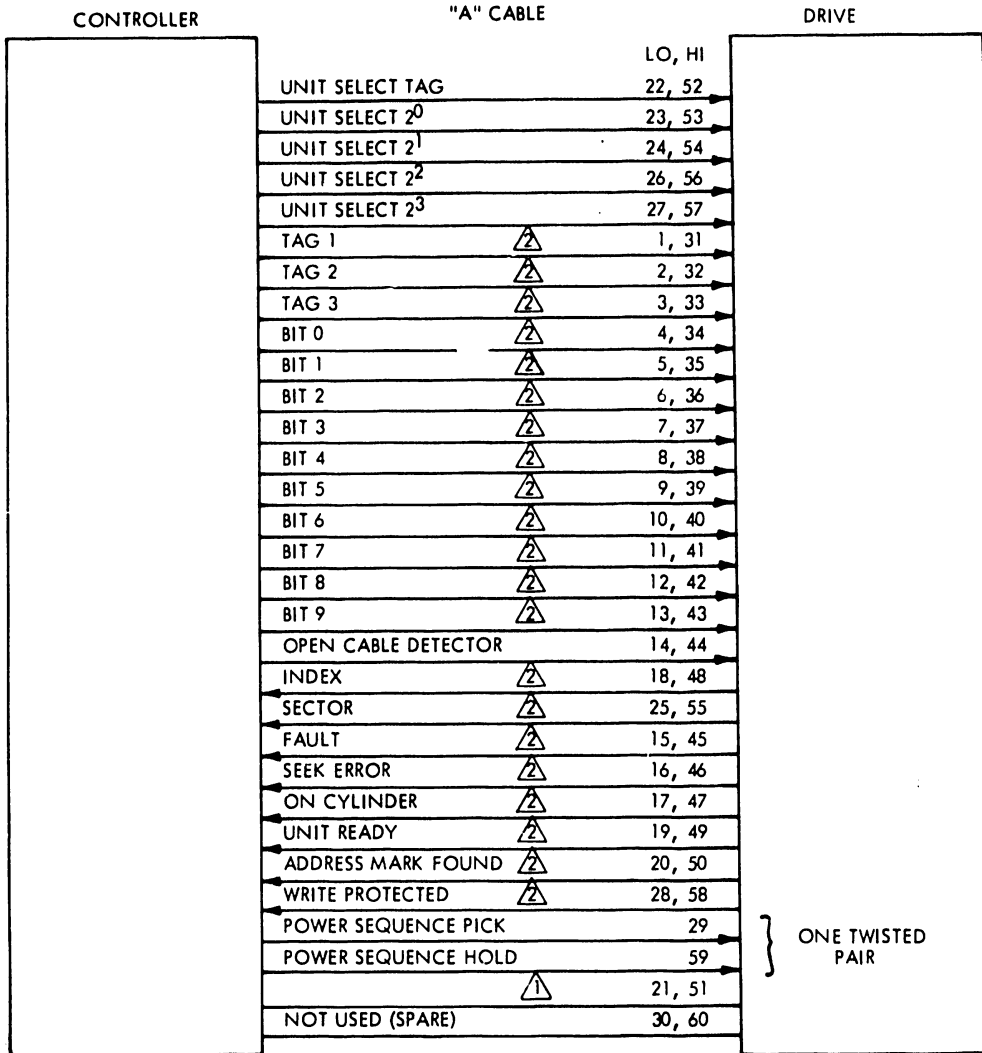 CONTROLLER "A" CABLE DRIVE
LO, HI
UNIT SELECT TAG 22, 52
UNIT SELECT 2⁰ 23, 53
UNIT SELECT 2¹ 24, 54
UNIT SELECT 2² 26, 56
UNIT SELECT 2³ 27, 57
TAG 1 2 1, 31
TAG 2 2 2, 32
TAG 3 2 3, 33
BIT 0 2 4, 34
BIT 1 2 5, 35
BIT 2 2 6, 36
BIT 3 2 7, 37
BIT 4 2 8, 38
BIT 5 2 9, 39
BIT 6 2 10, 40
BIT 7 2 11, 41
BIT 8 2 12, 42
BIT 9 2 13, 43
OPEN CABLE DETECTOR 14, 44
INDEX 2 18, 48
SECTOR 2 25, 55
FAULT 2 15, 45
SEEK ERROR 2 16, 46
ON CYLINDER 2 17, 47
UNIT READY 2 19, 49
ADDRESS MARK FOUND 2 20, 50
WRITE PROTECTED 2 28, 58
POWER SEQUENCE PICK 29
POWER SEQUENCE HOLD 59
ONE TWISTED
PAIR
1 21, 51
NOT USED (SPARE) 30, 60